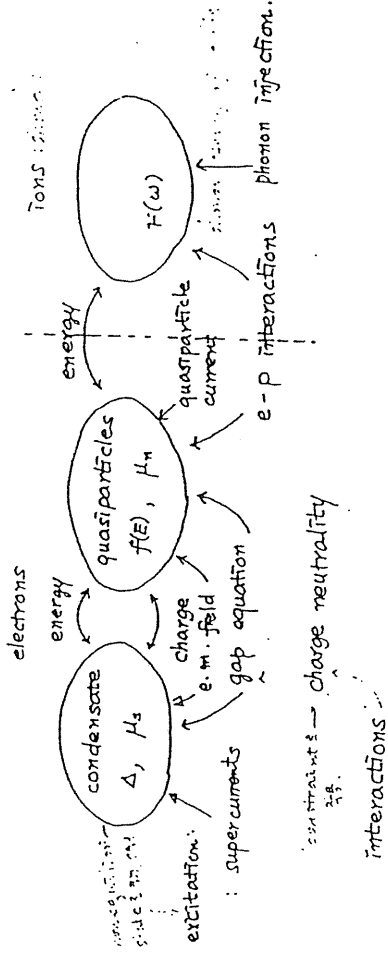 electrons
ions
energy
energy
condensate
Δ, μs
quasiparticles
f(E), μn
F(ω)
charge
e.m. field
gap equation
quasiparticle
current
e-p interactions
phonon injection.
: supercurrents
constraints → charge neutrality
interactions